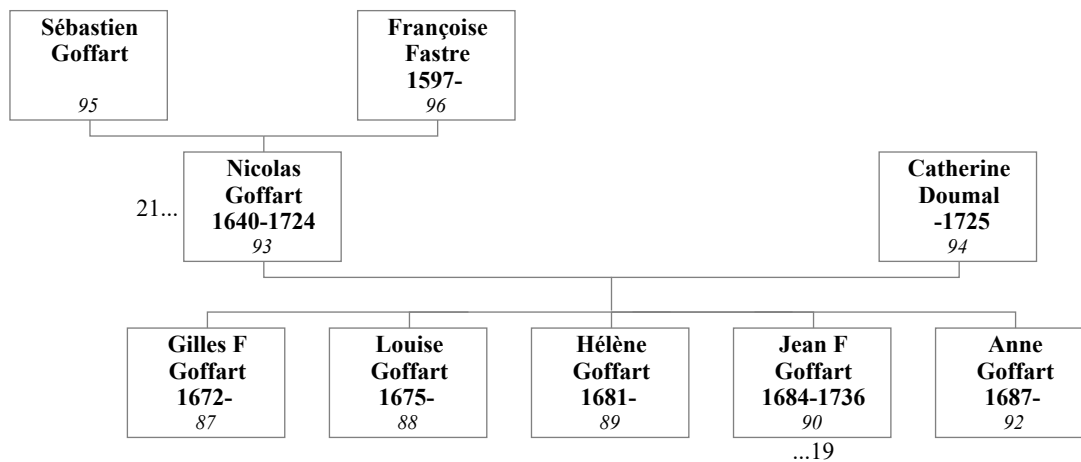 Sébastien
Goffart
95
Françoise
Fastre
1597-
96
21...
Nicolas
Goffart
1640-1724
93
Catherine
Doumal
-1725
94
Gilles F
Goffart
1672-
87
Louise
Goffart
1675-
88
Hélène
Goffart
1681-
89
Jean F
Goffart
1684-1736
90
...19
Anne
Goffart
1687-
92